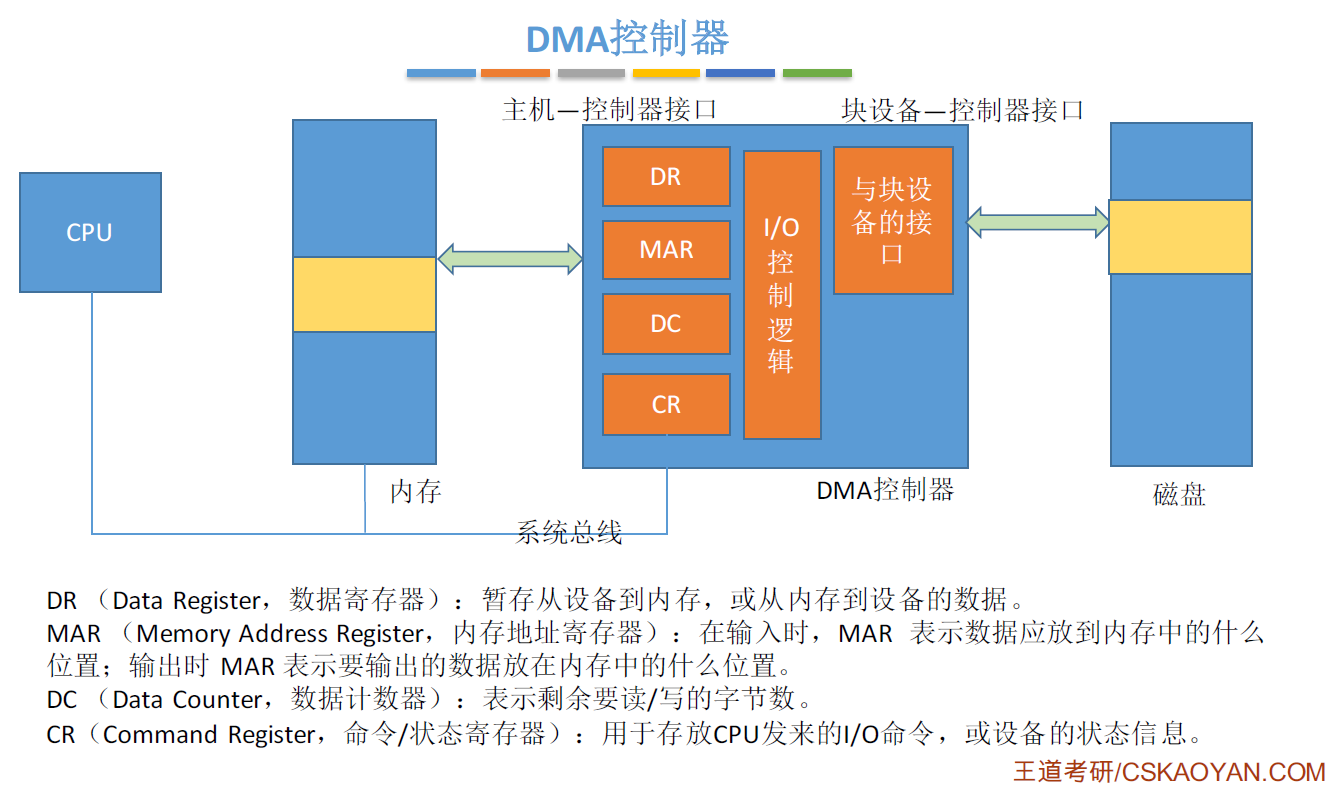 DMA控制器
主机—控制器接口
块设备—控制器接口
CPU
DR
MAR
DC
CR
I/O
控
制
逻
辑
与块设
备的接
口
内存
DMA控制器
磁盘
系统总线
DR （Data Register，数据寄存器）：暂存从设备到内存，或从内存到设备的数据。
MAR （Memory Address Register，内存地址寄存器）：在输入时，MAR 表示数据应放到内存中的什么
位置；输出时 MAR 表示要输出的数据放在内存中的什么位置。
DC （Data Counter，数据计数器）：表示剩余要读/写的字节数。
CR（Command Register，命令/状态寄存器）：用于存放CPU发来的I/O命令，或设备的状态信息。
王道考研/CSKAOYAN.COM